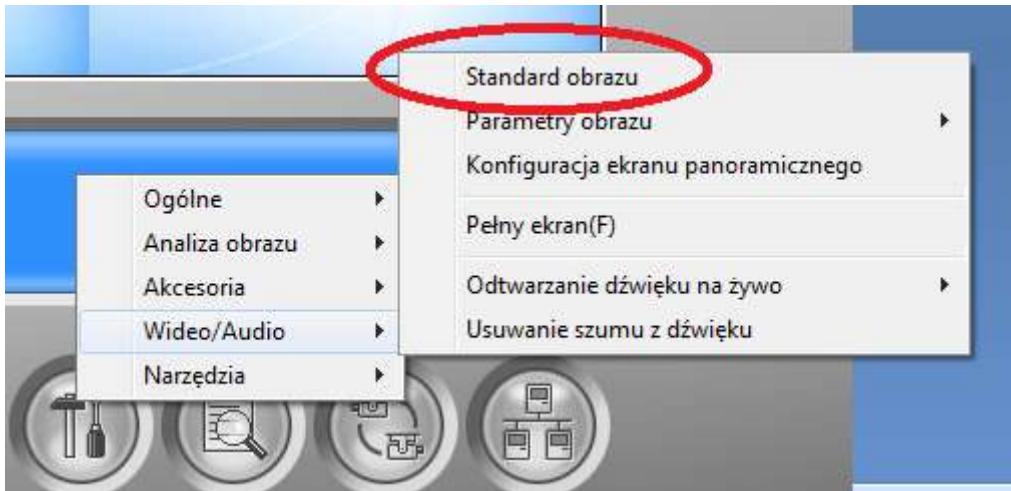 Ogólne
Analiza obrazu
Akcesoria
Wideo/Audio
Narzędzia
Standard obrazu
Parametry obrazu
Konfiguracja ekranu panoramicznego
Pełny ekran(F)
Odtwarzanie dźwięku na żywo
Usuwanie szumu z dźwięku